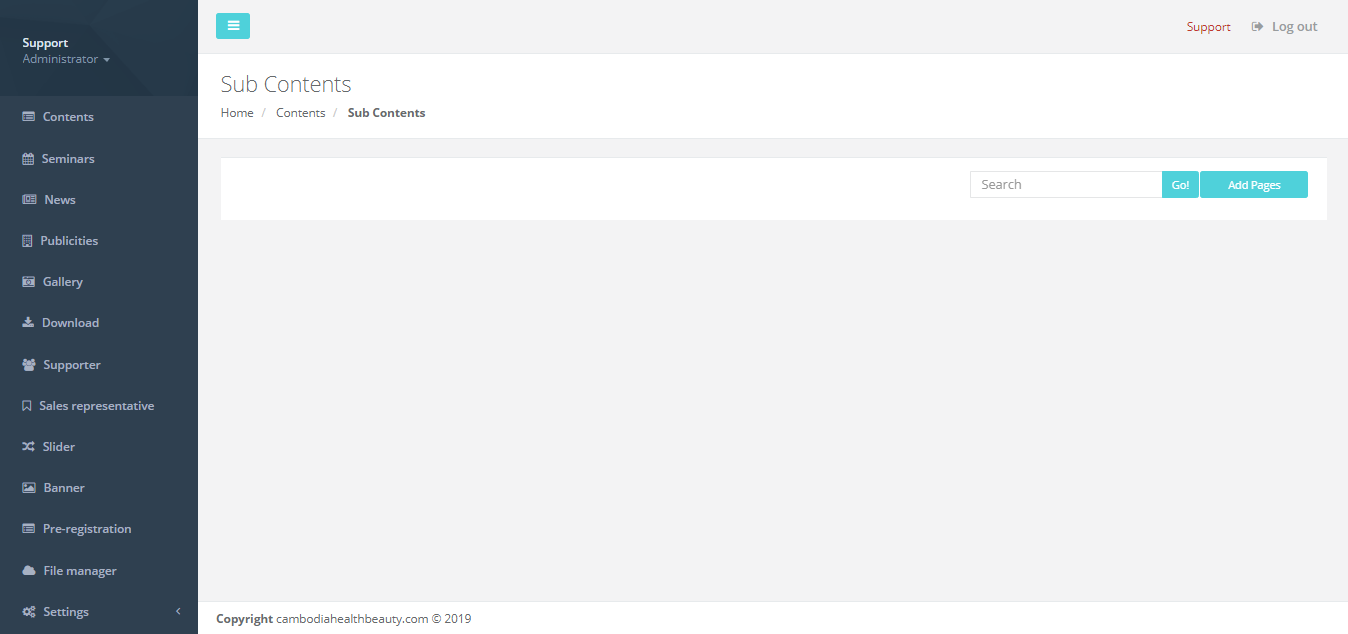 Support
Administrator
Contents
Seminars
News
Publicities
Gallery
Download
Supporter
Sales representative
Slider
Banner
Pre-registration
File manager
Settings
Support Log out
Sub Contents
Home / Contents / Sub Contents
Search Go! Add Pages
Copyright cambodiahealthbeauty.com © 2019